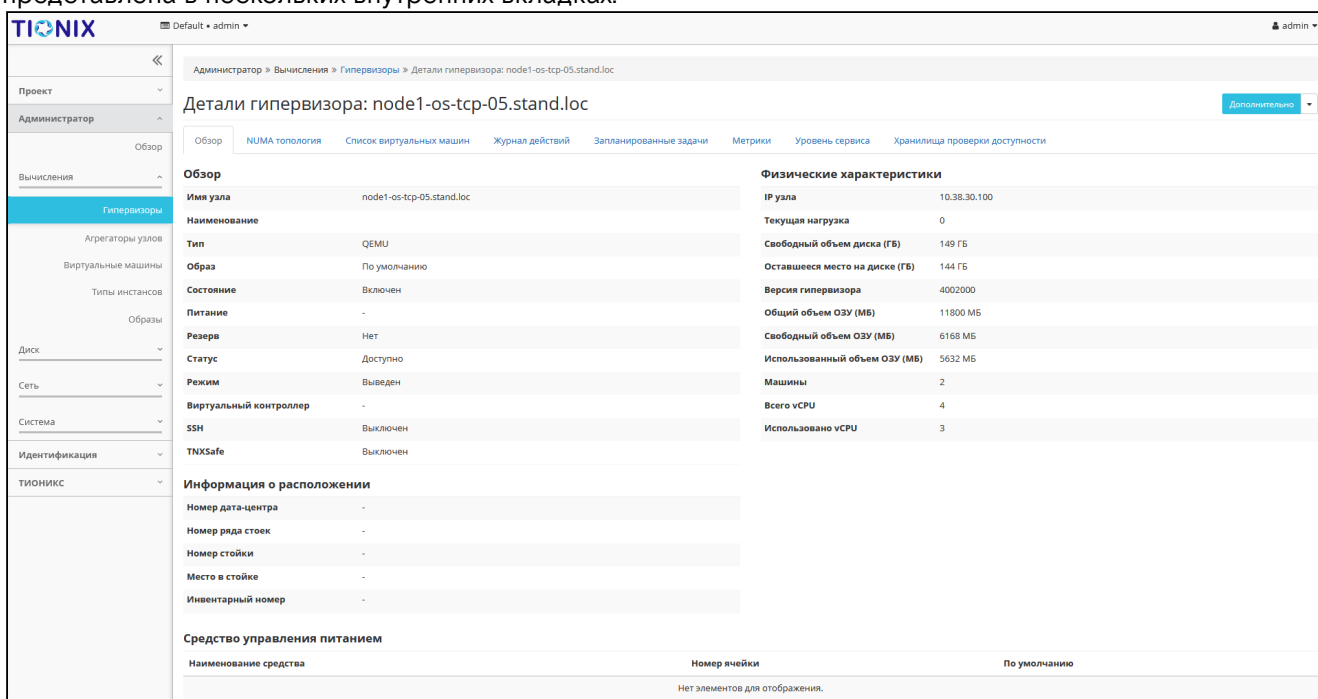 представлена в нескольких внутренних вкладках.
TIONIX
Default • admin
admin
Администратор » Вычисления » Гипервизоры » Детали гипервизора: node1-os-tcp-05.stand.loc
Проект
Администратор
Обзор
Вычисления
Гипервизоры
Агрегаторы узлов
Виртуальные машины
Типы инстансов
Образы
Диск
Сеть
Система
Идентификация
ТИОНИКС
Детали гипервизора: node1-os-tcp-05.stand.loc
Дополнительно
Обзор NUMA топология Список виртуальных машин Журнал действий Запланированные задачи Метрики Уровень сервиса Хранилища проверки доступности
Обзор
Имя узла node1-os-tcp-05.stand.loc
Наименование
Тип QEMU
Образ По умолчанию
Состояние Включен
Питание -
Резерв Нет
Статус Доступно
Режим Выведен
Виртуальный контроллер -
SSH Выключен
TNXSafe Выключен
Физические характеристики
IP узла 10.38.30.100
Текущая нагрузка 0
Свободный объем диска (ГБ) 149 ГБ
Оставшееся место на диске (ГБ) 144 ГБ
Версия гипервизора 4002000
Общий объем ОЗУ (МБ) 11800 МБ
Свободный объем ОЗУ (МБ) 6168 МБ
Использованный объем ОЗУ (МБ) 5632 МБ
Машины 2
Всего vCPU 4
Использовано vCPU 3
Информация о расположении
Номер дата-центра -
Номер ряда стоек -
Номер стойки -
Место в стойке -
Инвентарный номер -
Средство управления питанием
Наименование средства Номер ячейки По умолчанию
Нет элементов для отображения.